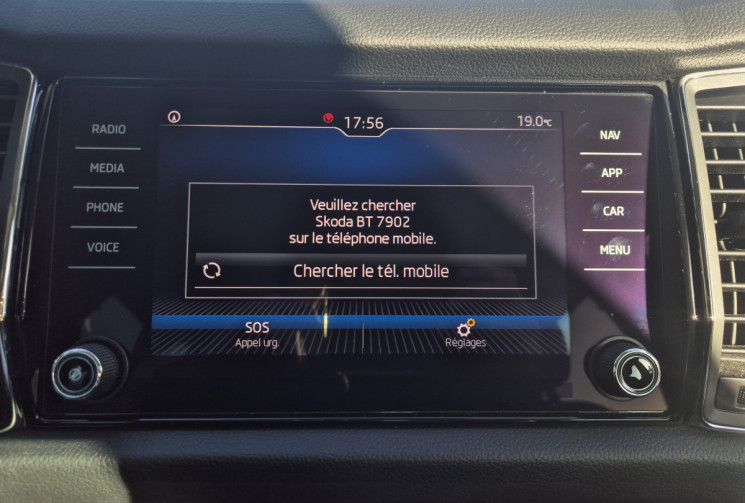 17:56
19.0°C
RADIO
MEDIA
PHONE
VOICE
Veuillez chercher
Skoda BT 7902
sur le téléphone mobile.
Chercher le tél. mobile
SOS
Appel urg.
Réglages
NAV
APP
CAR
MENU